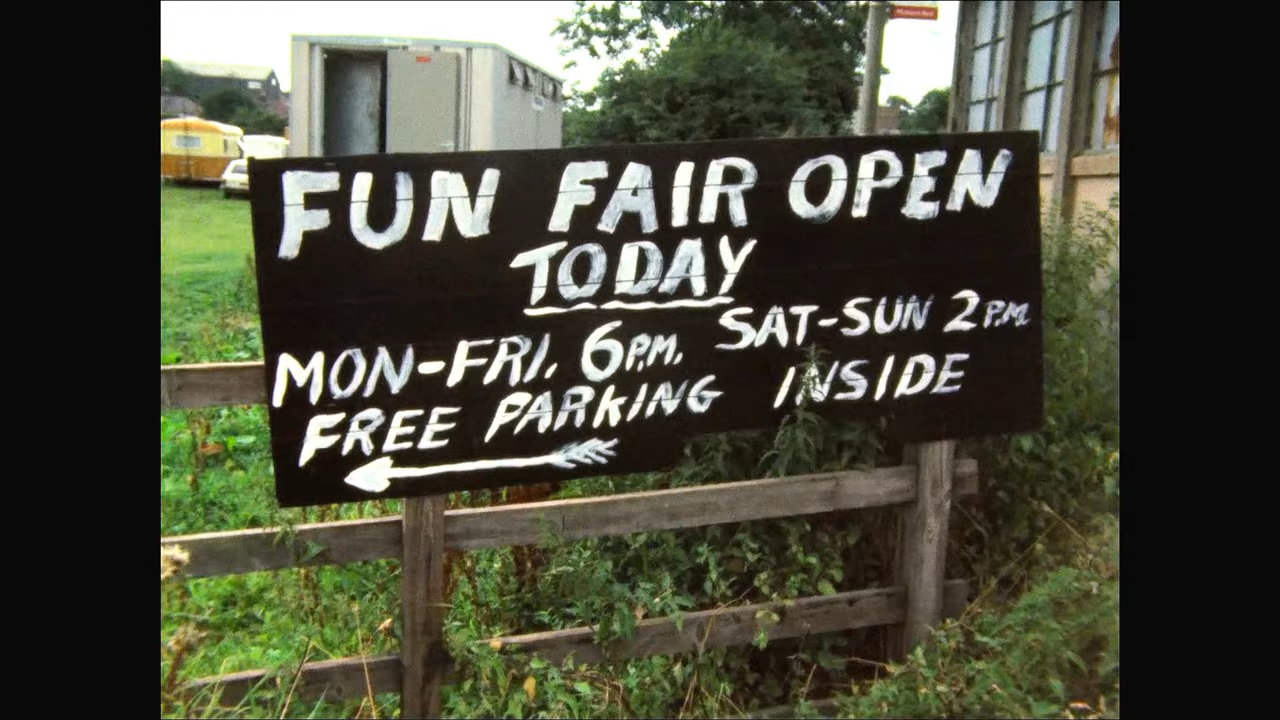 FUN FAIR OPEN
TODAY
MON-FRI. 6P.M. SAT-SUN 2P.M.
FREE PARKING INSIDE